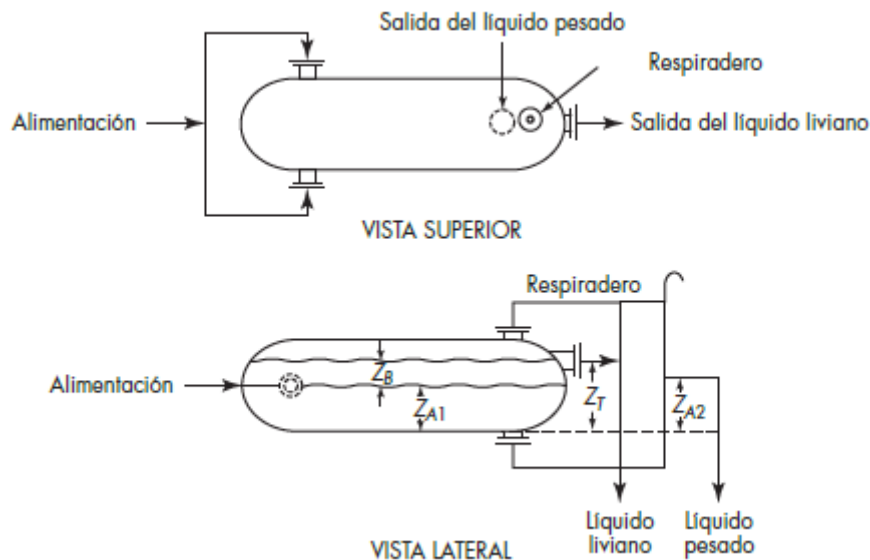 Salida del líquido pesado
Respiradero
Alimentación
Salida del líquido liviano
VISTA SUPERIOR
Respiradero
Alimentación
Z_B
Z_A1
Z_T
Z_A2
Líquido
liviano
Líquido
pesado
VISTA LATERAL